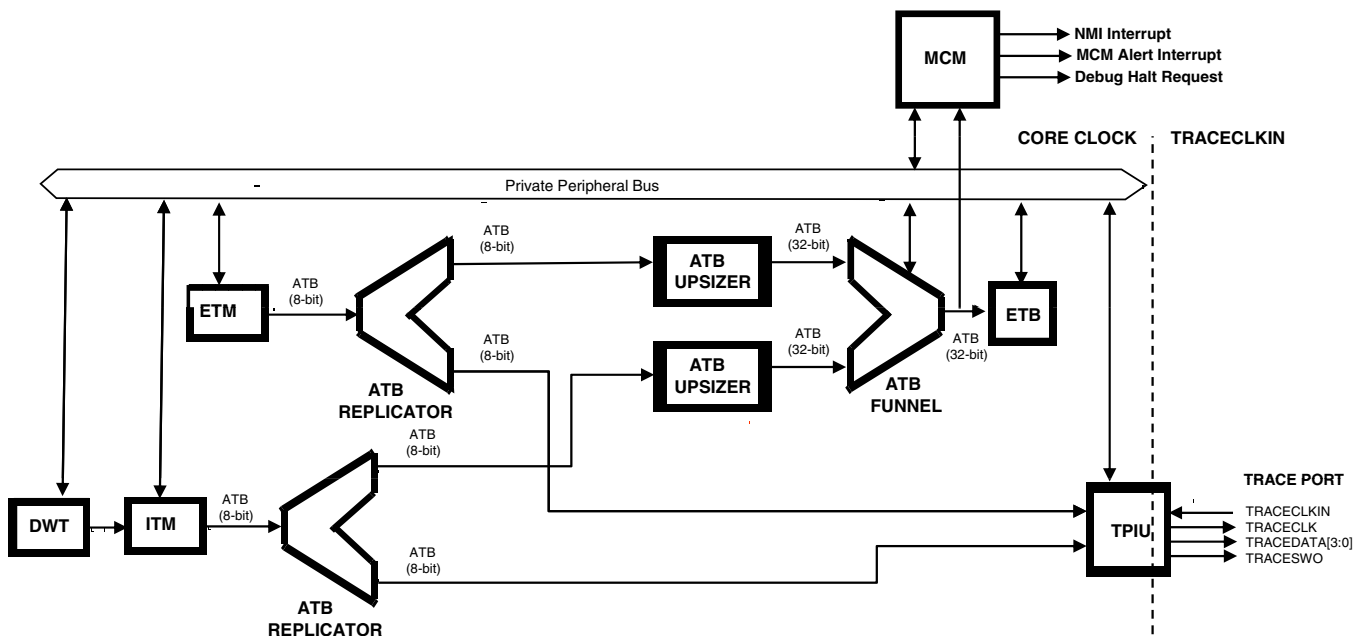 MCM
NMI Interrupt
MCM Alert Interrupt
Debug Halt Request
CORE CLOCK
TRACECLKIN
Private Peripheral Bus
ETM
ATB
(8-bit)
ATB
REPLICATOR
ATB
(8-bit)
ATB
(8-bit)
ATB
UPSIZER
ATB
UPSIZER
ATB
(32-bit)
ATB
(32-bit)
ATB
FUNNEL
ATB
(32-bit)
ETB
DWT
ITM
ATB
(8-bit)
ATB
REPLICATOR
ATB
(8-bit)
ATB
(8-bit)
TPIU
TRACE PORT
TRACECLKIN
TRACECLK
TRACEDATA[3:0]
TRACESWO